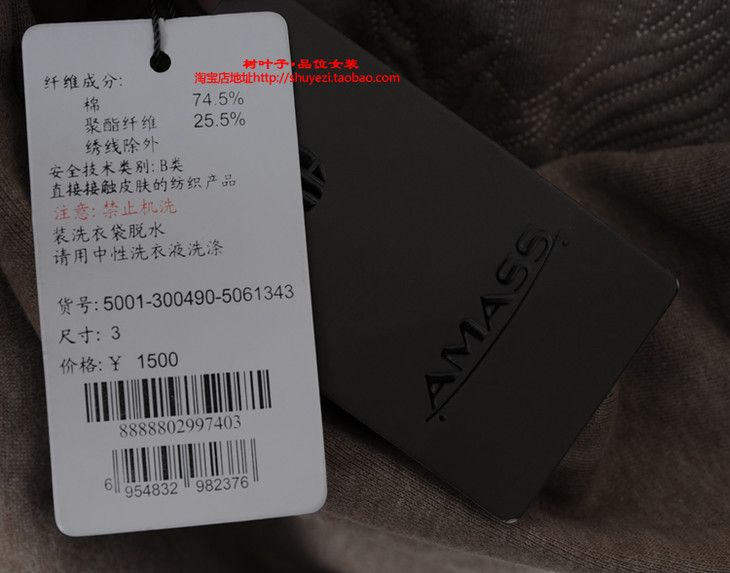 树叶子·品位女装
淘宝店地址http://shuyezi.taobao.com
纤维成分:
棉 74.5%
聚酯纤维 25.5%
绣线除外
安全技术类别: B类
直接接触皮肤的纺织产品
注意: 禁止机洗
装洗衣袋脱水
请用中性洗衣液洗涤
货号: 5001-300490-5061343
尺寸: 3
价格: ¥ 1500
8888802997403
6 954832 982376
AMASS